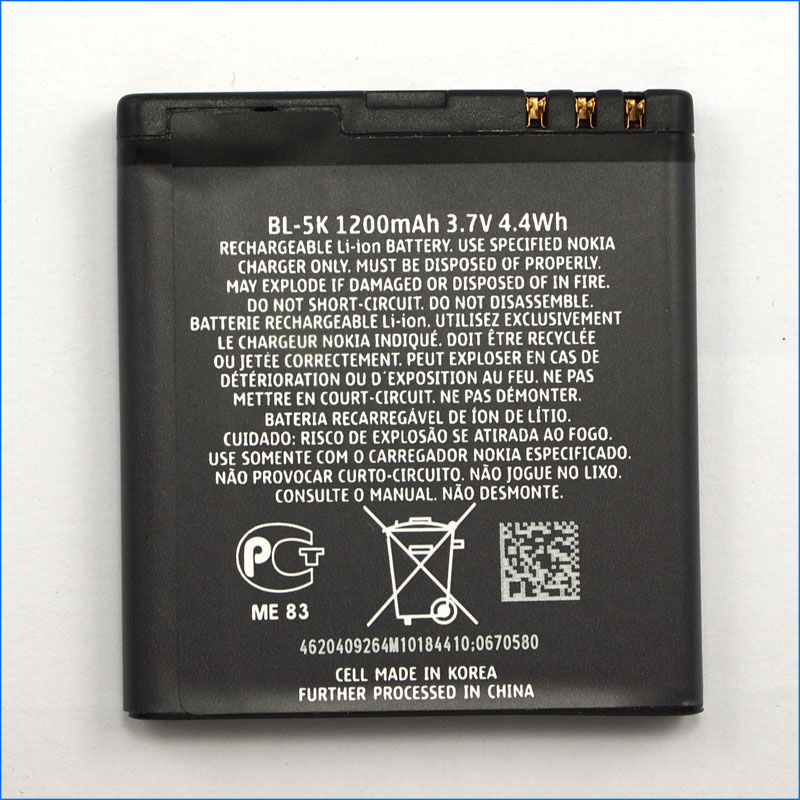 BL-5K 1200mAh 3.7V 4.4Wh
RECHARGEABLE Li-ion BATTERY. USE SPECIFIED NOKIA
CHARGER ONLY. MUST BE DISPOSED OF PROPERLY.
MAY EXPLODE IF DAMAGED OR DISPOSED OF IN FIRE.
DO NOT SHORT-CIRCUIT. DO NOT DISASSEMBLE.
BATTERIE RECHARGEABLE Li-ion. UTILISEZ EXCLUSIVEMENT
LE CHARGEUR NOKIA INDIQUÉ. DOIT ÊTRE RECYCLÉE
OU JETÉE CORRECTEMENT. PEUT EXPLOSER EN CAS DE
DÉTÉRIORATION OU D´EXPOSITION AU FEU. NE PAS
METTRE EN COURT-CIRCUIT. NE PAS DÉMONTER.
BATERIA RECARREGÁVEL DE ÍON DE LÍTIO.
CUIDADO: RISCO DE EXPLOSÃO SE ATIRADA AO FOGO.
USE SOMENTE COM O CARREGADOR NOKIA ESPECIFICADO.
NÃO PROVOCAR CURTO-CIRCUITO. NÃO JOGUE NO LIXO.
CONSULTE O MANUAL. NÃO DESMONTE.
РСТ
ME 83
4620409264M10184410;0670580
CELL MADE IN KOREA
FURTHER PROCESSED IN CHINA